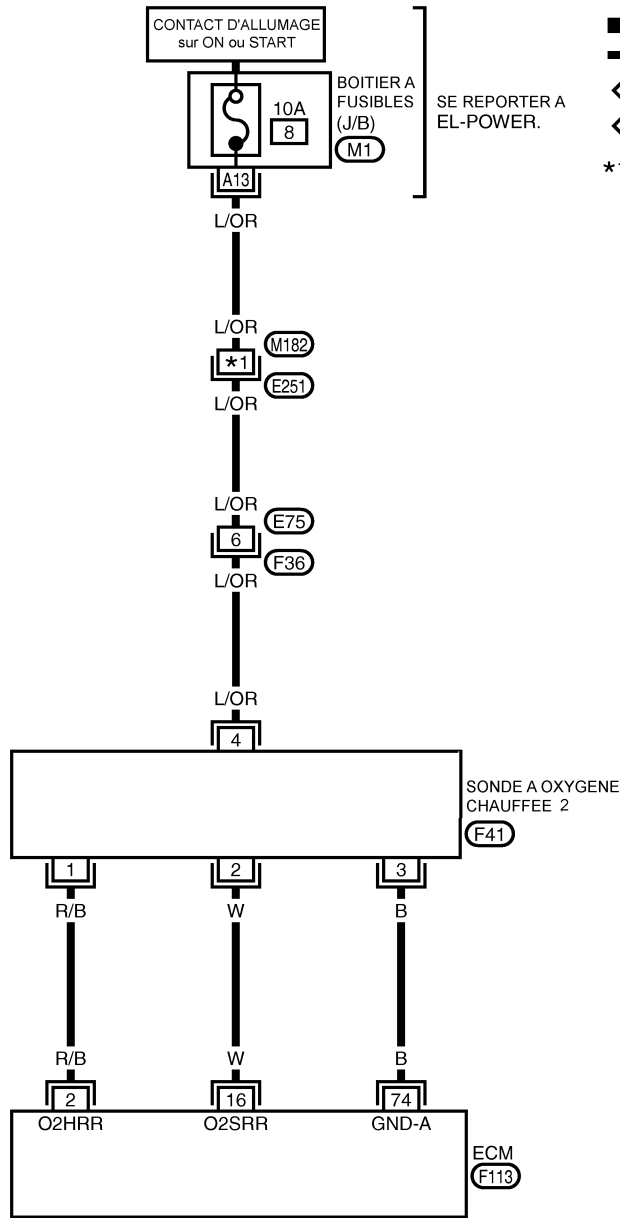 CONTACT D'ALLUMAGE
sur ON ou START
BOITIER A
FUSIBLES
(J/B)
M1
10A
8
SE REPORTER A
EL-POWER.
*1
A13
L/OR
L/OR
M182
*1
E251
L/OR
L/OR
E75
6
F36
L/OR
L/OR
4
SONDE A OXYGENE
CHAUFFEE 2
F41
1 2 3
R/B W B
R/B W B
2 16 74
O2HRR O2SRR GND-A
ECM
F113